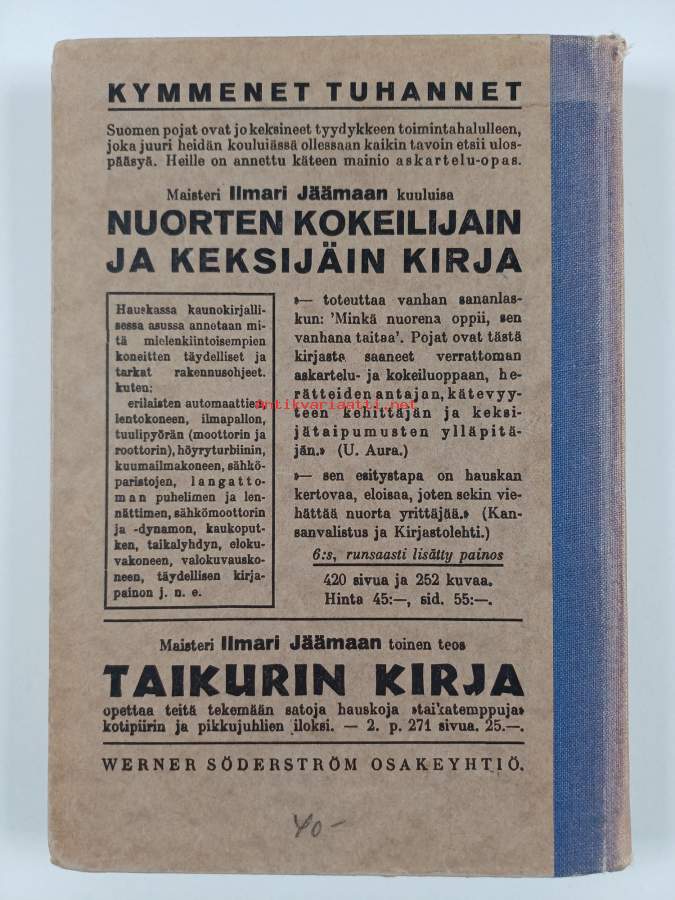 KYMMENET TUHANNET
Suomen pojat ovat jo keksineet tyydykkeen toimintahalulleen,
joka juuri heidän kouluiässä ollessaan kaikin tavoin etsii ulos-
pääsyä. Heille on annettu käteen mainio askartelu-opas.
Maisteri Ilmari Jäämaan kuuluisa
NUORTEN KOKEILIJAIN
JA KEKSIJÄIN KIRJA
Hauskassa kaunokirjalli-
sessa asussa annetaan mi-
tä mielenkiintoisempien
koneitten täydelliset ja
tarkat rakennusohjeet.
kuten:
erilaisten automaattien
lentokoneen, ilmapallon,
tuulipyörän (moottorin ja
roottorin), höyryturbiinin,
kuumailmakoneen, sähkö-
paristojen, langatto-
man puhelimen ja len-
nättimen, sähkömoottorin
ja -dynamon, kaukoput-
ken, taikalyhdyn, eloku-
vakoneen, valokuvausko-
neen, täydellisen kirja-
painon j. n. e.
»— toteuttaa vanhan sananlas-
kun: 'Minkä nuorena oppii, sen
vanhana taitaa'. Pojat ovat tästä
kirjasta saaneet verrattoman
askartelu- ja kokeiluoppaan, he-
rätteiden antajan, kätevyy-
teen kehittäjän ja keksi-
jätaipumusten ylläpitä-
jän.» (U. Aura.)
»— sen esitystapa on hauskan
kertovaa, eloisaa, joten sekin vie-
hättää nuorta yrittäjää.» (Kan-
sanvalistus ja Kirjastolehti.)
6:s, runsaasti lisätty painos
420 sivua ja 252 kuvaa.
Hinta 45:—, sid. 55:—.
antikvariaatti.net
Maisteri Ilmari Jäämaan toinen teos
TAIKURIN KIRJA
opettaa teitä tekemään satoja hauskoja »taikatemppuja»
kotipiirin ja pikkujuhlien iloksi. — 2. p. 271 sivua. 25.—.
WERNER SÖDERSTRÖM OSAKEYHTIÖ.
40-